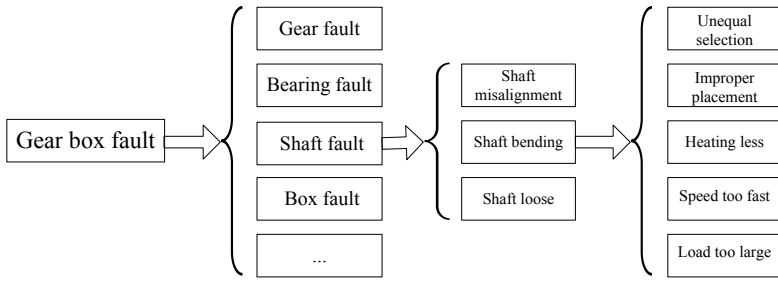 Gear box fault
Gear fault
Bearing fault
Shaft fault
Box fault
...
Shaft
misalignment
Shaft bending
Shaft loose
Unequal
selection
Improper
placement
Heating less
Speed too fast
Load too large